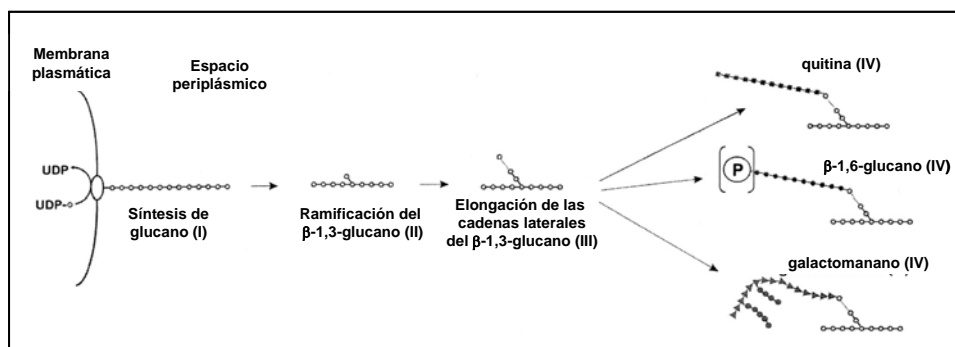 Membrana
plasmática
Espacio
periplásmico
UDP
UDP
Síntesis de
glucano (I)
Ramificación del
β-1,3-glucano (II)
Elongación de las
cadenas laterales
del β-1,3-glucano (III)
quitina (IV)
P
β-1,6-glucano (IV)
galactomanano (IV)